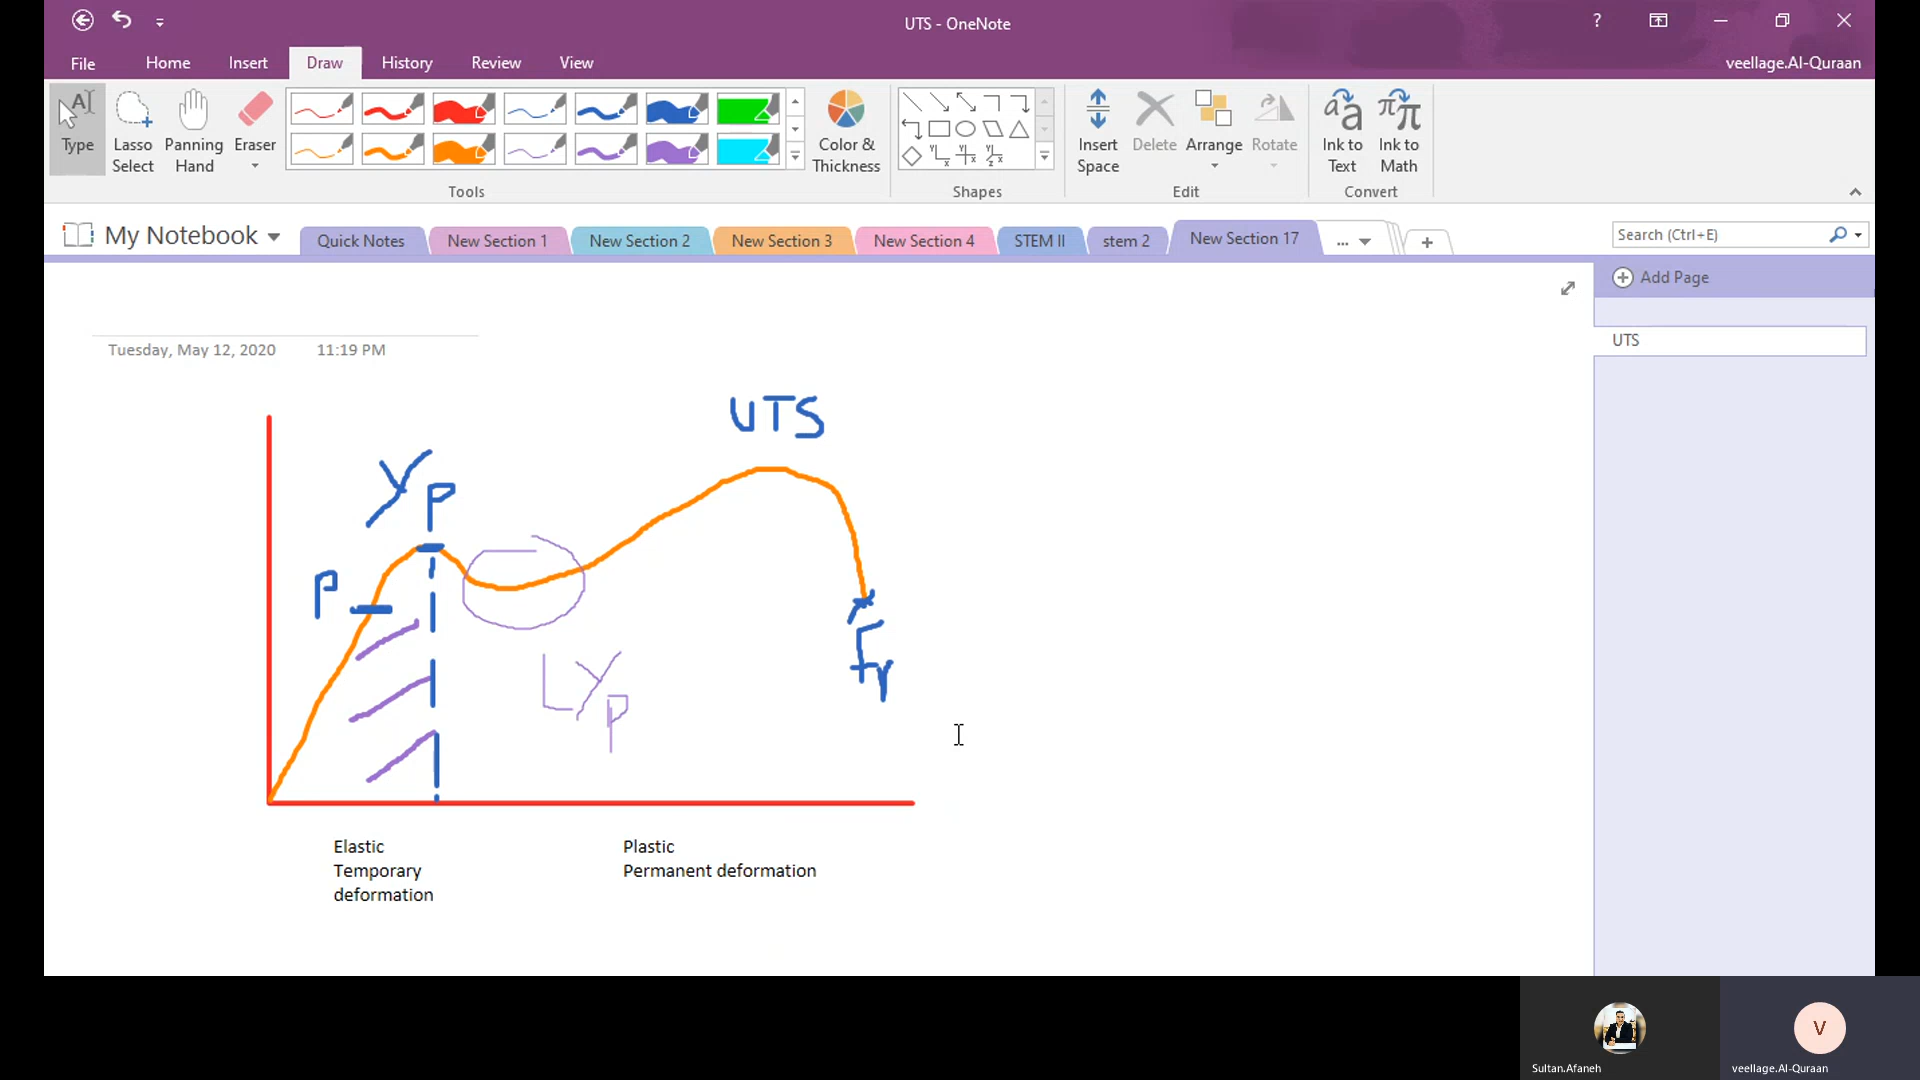 UTS - OneNote
?
File
Home
Insert
Draw
History
Review
View
veellage.Al-Quraan
Type
Lasso
Select
Panning
Hand
Eraser
Color &
Thickness
Insert
Space
Delete
Arrange
Rotate
Ink to
Text
Ink to
Math
Tools
Shapes
Edit
Convert
My Notebook
Quick Notes
New Section 1
New Section 2
New Section 3
New Section 4
STEM II
stem 2
New Section 17
...
Search (Ctrl+E)
Add Page
UTS
Tuesday, May 12, 2020 11:19 PM
UTS
YP
P
LYP
Fr
Elastic
Temporary
deformation
Plastic
Permanent deformation
V
Sultan.Afaneh
veellage.Al-Quraan